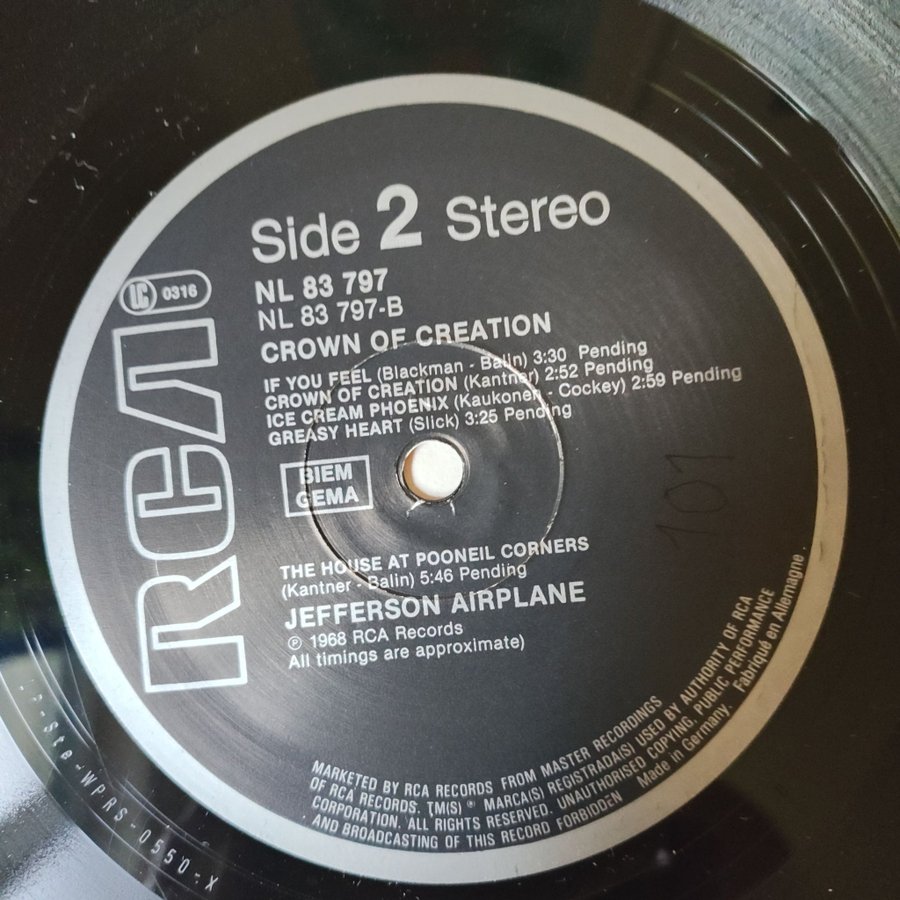 Side 2 Stereo
LC 0316
NL 83 797
NL 83 797-B
CROWN OF CREATION
IF YOU FEEL (Blackman - Balin) 3:30 Pending
CROWN OF CREATION (Kantner) 2:52 Pending
ICE CREAM PHOENIX (Kaukonen - Cockey) 2:59 Pending
GREASY HEART (Slick) 3:25 Pending
BIEM
GEMA
THE HOUSE AT POONEIL CORNERS
(Kantner - Balin) 5:46 Pending
JEFFERSON AIRPLANE
℗ 1968 RCA Records
All timings are approximate)
RCA
101
MARKETED BY RCA RECORDS FROM MASTER RECORDINGS
OF RCA RECORDS. TM(S) ® MARCA(S) REGISTRADA(S) USED BY AUTHORITY OF RCA
CORPORATION. ALL RIGHTS RESERVED. UNAUTHORISED COPYING, PUBLIC PERFORMANCE
AND BROADCASTING OF THIS RECORD FORBIDDEN Made in Germany. Fabriqué en Allemagne.
Ste-WPRS-0550-X